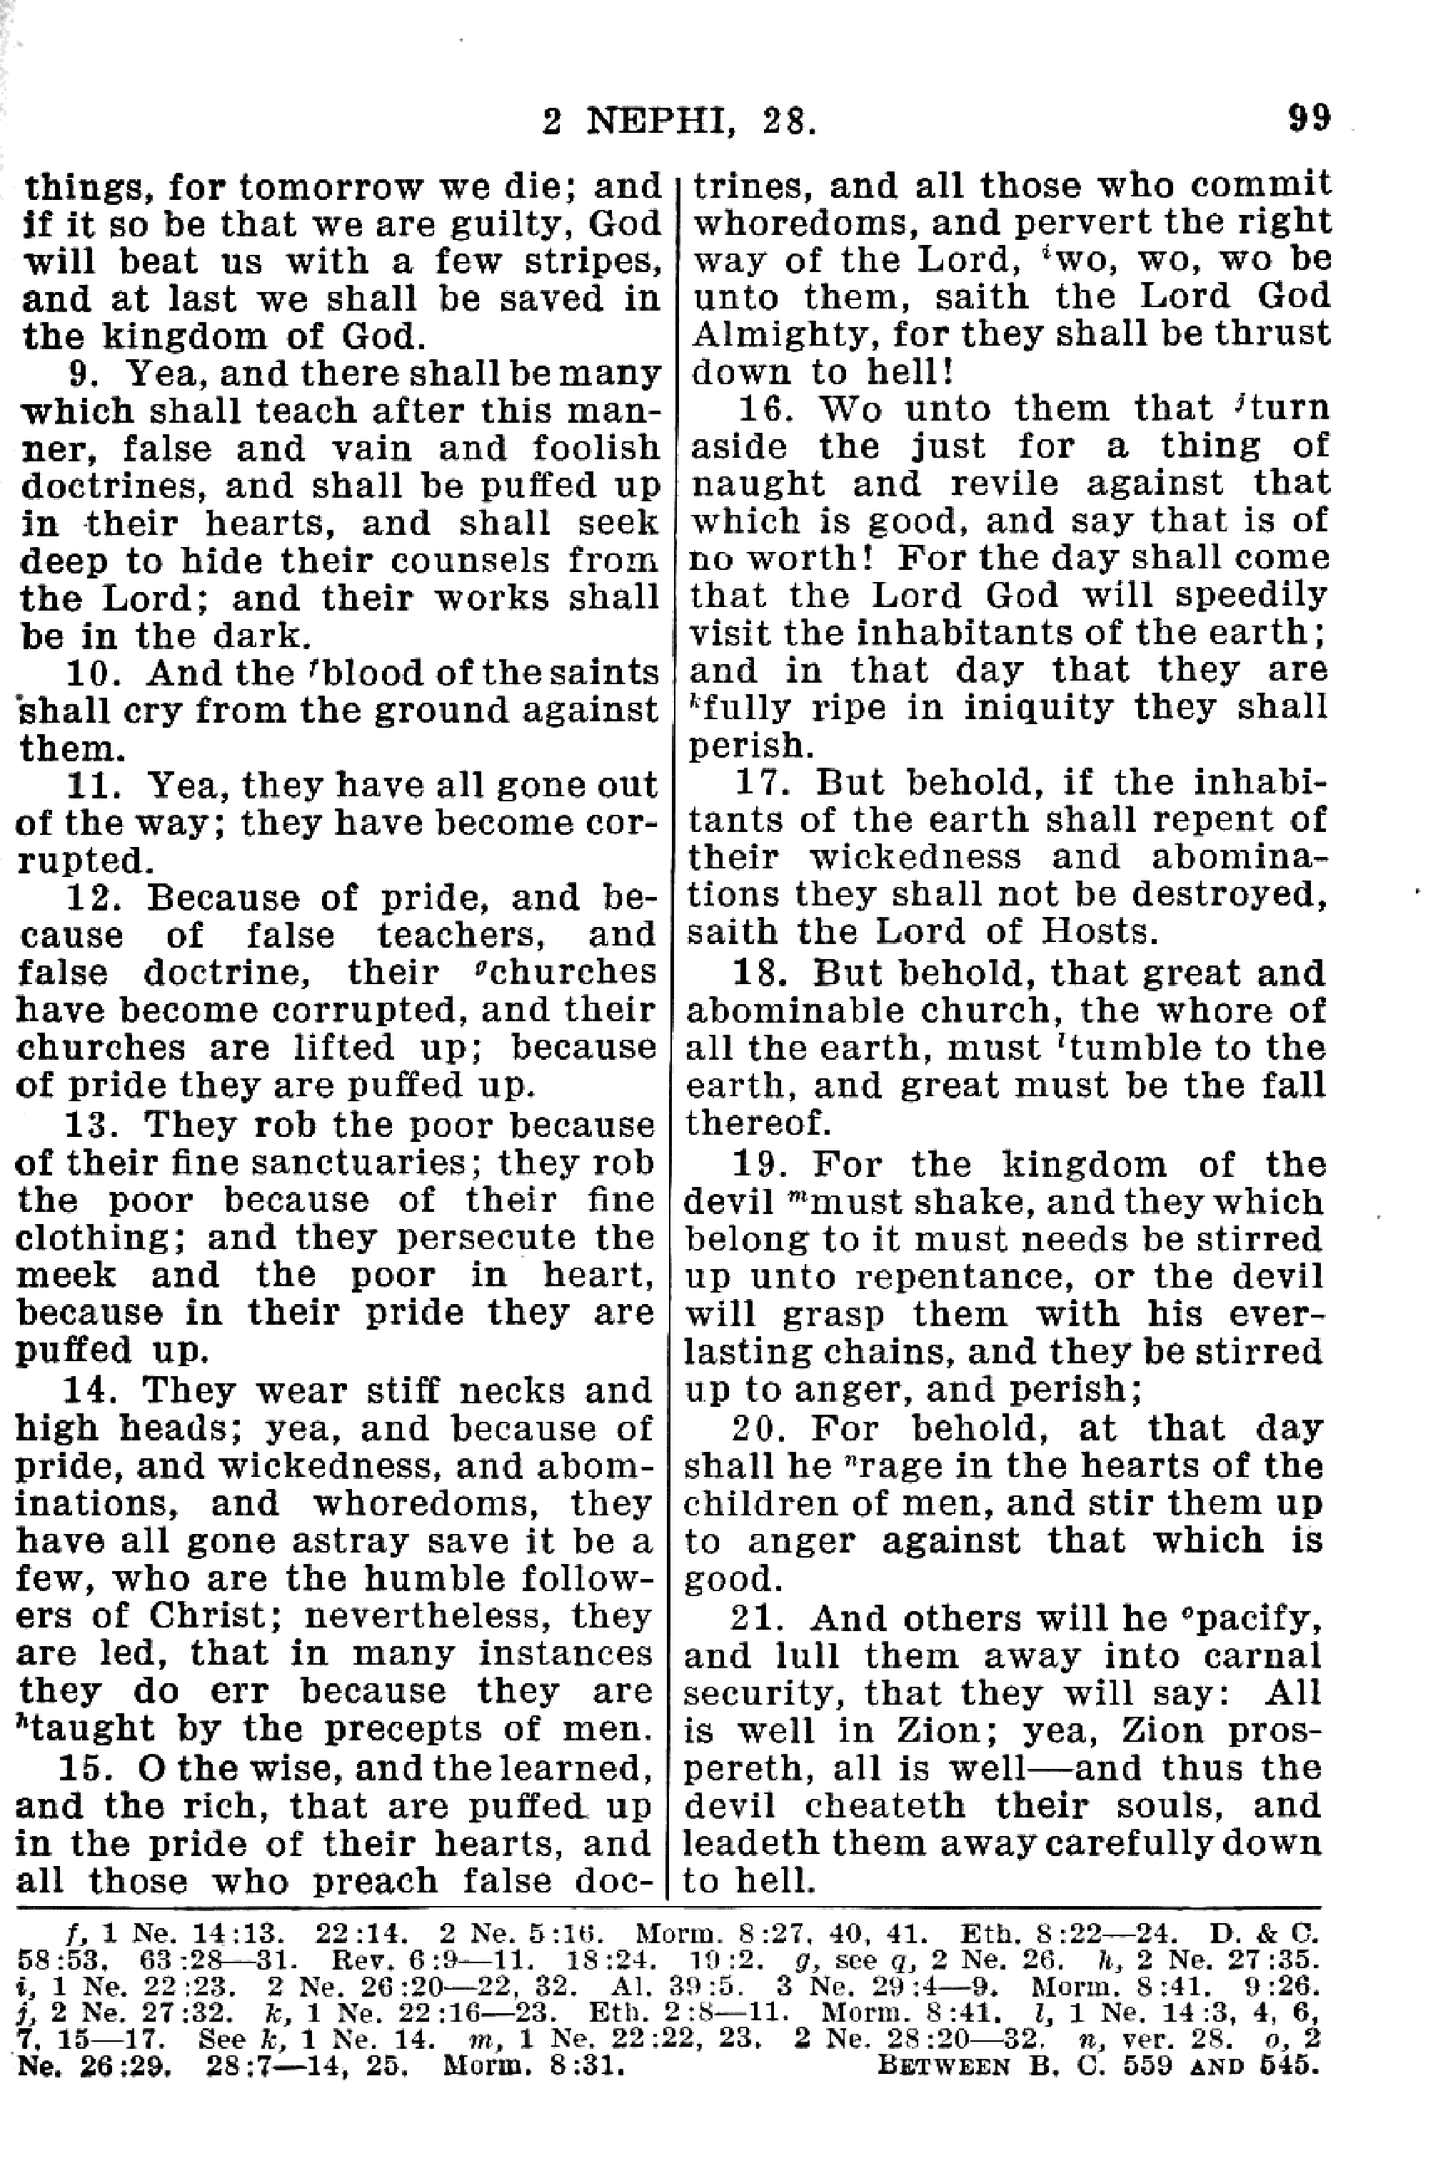 2 NEPHI, 28.
99
things, for tomorrow we die; and
if it so be that we are guilty, God
will beat us with a few stripes,
and at last we shall be saved in
the kingdom of God.
9. Yea, and there shall be many
which shall teach after this man-
ner, false and vain and foolish
doctrines, and shall be puffed up
in their hearts, and shall seek
deep to hide their counsels from
the Lord; and their works shall
be in the dark.
10. And the fblood of the saints
shall cry from the ground against
them.
11. Yea, they have all gone out
of the way; they have become cor-
rupted.
12. Because of pride, and be-
cause of false teachers, and
false doctrine, their gchurches
have become corrupted, and their
churches are lifted up; because
of pride they are puffed up.
13. They rob the poor because
of their fine sanctuaries; they rob
the poor because of their fine
clothing; and they persecute the
meek and the poor in heart,
because in their pride they are
puffed up.
14. They wear stiff necks and
high heads; yea, and because of
pride, and wickedness, and abom-
inations, and whoredoms, they
have all gone astray save it be a
few, who are the humble follow-
ers of Christ; nevertheless, they
are led, that in many instances
they do err because they are
htaught by the precepts of men.
15. O the wise, and the learned,
and the rich, that are puffed up
in the pride of their hearts, and
all those who preach false doc-
trines, and all those who commit
whoredoms, and pervert the right
way of the Lord, iwo, wo, wo be
unto them, saith the Lord God
Almighty, for they shall be thrust
down to hell!
16. Wo unto them that jturn
aside the just for a thing of
naught and revile against that
which is good, and say that is of
no worth! For the day shall come
that the Lord God will speedily
visit the inhabitants of the earth;
and in that day that they are
kfully ripe in iniquity they shall
perish.
17. But behold, if the inhabi-
tants of the earth shall repent of
their wickedness and abomina-
tions they shall not be destroyed,
saith the Lord of Hosts.
18. But behold, that great and
abominable church, the whore of
all the earth, must ltumble to the
earth, and great must be the fall
thereof.
19. For the kingdom of the
devil mmust shake, and they which
belong to it must needs be stirred
up unto repentance, or the devil
will grasp them with his ever-
lasting chains, and they be stirred
up to anger, and perish;
20. For behold, at that day
shall he nrage in the hearts of the
children of men, and stir them up
to anger against that which is
good.
21. And others will he opacify,
and lull them away into carnal
security, that they will say: All
is well in Zion; yea, Zion pros-
pereth, all is well—and thus the
devil cheateth their souls, and
leadeth them away carefully down
to hell.
f, 1 Ne. 14:13. 22:14. 2 Ne. 5:16. Morm. 8:27, 40, 41. Eth. 8:22—24. D. & C.
58:53. 63:28—31. Rev. 6:9—11. 18:24. 19:2. g, see q, 2 Ne. 26. h, 2 Ne. 27:35.
i, 1 Ne. 22:23. 2 Ne. 26:20—22, 32. Al. 39:5. 3 Ne. 29:4—9. Morm. 8:41. 9:26.
j, 2 Ne. 27:32. k, 1 Ne. 22:16—23. Eth. 2:8—11. Morm. 8:41. l, 1 Ne. 14:3, 4, 6,
7, 15—17. See k, 1 Ne. 14. m, 1 Ne. 22:22, 23. 2 Ne. 28:20—32. n, ver. 28. o, 2
Ne. 26:29. 28:7—14, 25. Morm. 8:31. BETWEEN B. C. 559 AND 545.